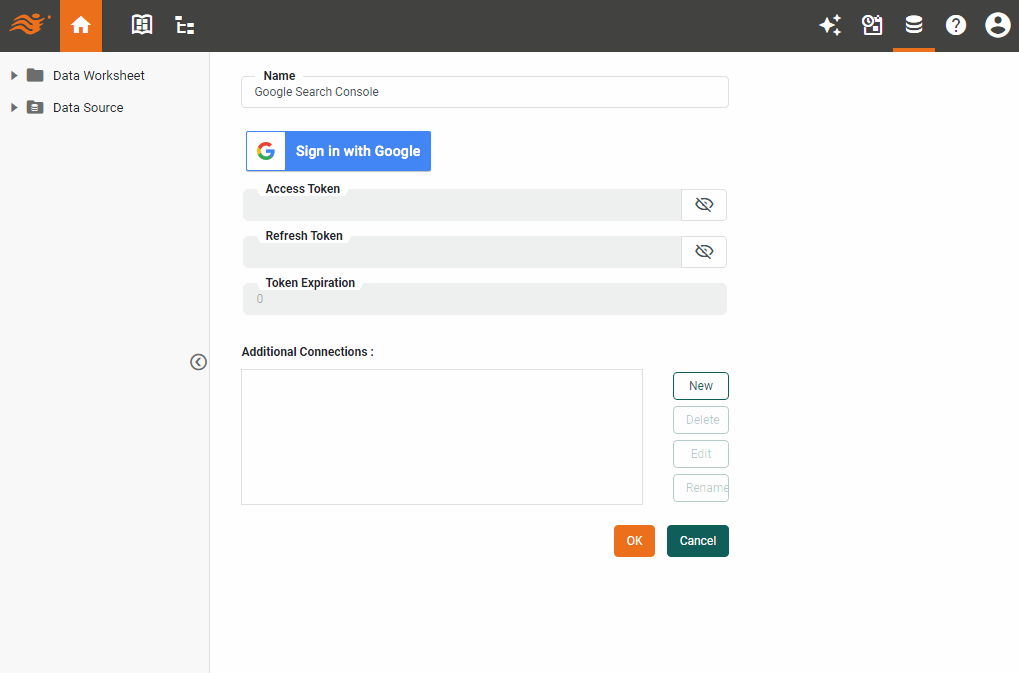 Data Worksheet
Data Source
Name
Google Search Console
Sign in with Google
Access Token
Refresh Token
Token Expiration
0
Additional Connections :
New
Delete
Edit
Rename
OK
Cancel